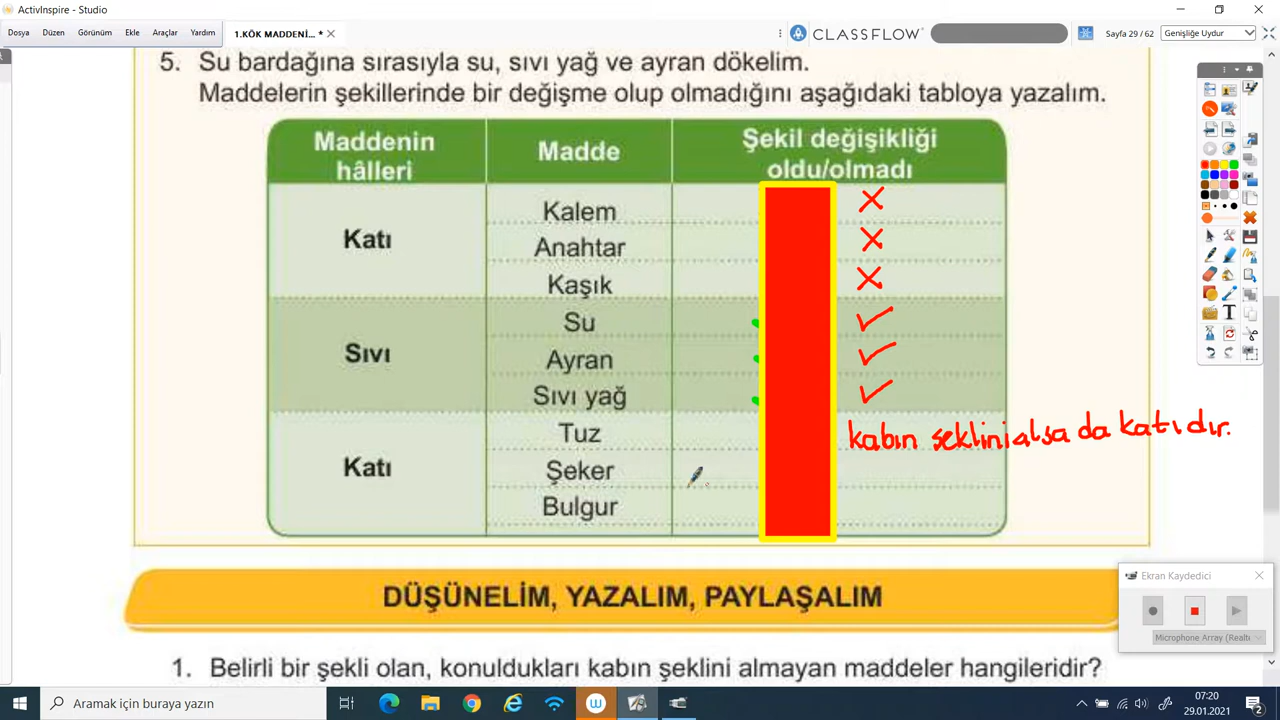 ActivInspire - Studio
Dosya Düzen Görünüm Ekle Araçlar Yardım
1.KÖK MADDENİ... *
CLASSFLOW
Sayfa 29 / 62
Genişliğe Uydur
5. Su bardağına sırasıyla su, sıvı yağ ve ayran dökelim.
Maddelerin şekillerinde bir değişme olup olmadığını aşağıdaki tabloya yazalım.
Maddenin hâlleri
Madde
Şekil değişikliği oldu/olmadı
Katı
Kalem
Anahtar
Kaşık
Sıvı
Su
Ayran
Sıvı yağ
Katı
Tuz
Şeker
Bulgur
kabın şeklini alsa da katıdır.
DÜŞÜNELİM, YAZALIM, PAYLAŞALIM
1. Belirli bir şekli olan, konuldukları kabın şeklini almayan maddeler hangileridir?
Ekran Kaydedici
Microphone Array (Realte
Aramak için buraya yazın
07:20
29.01.2021
2